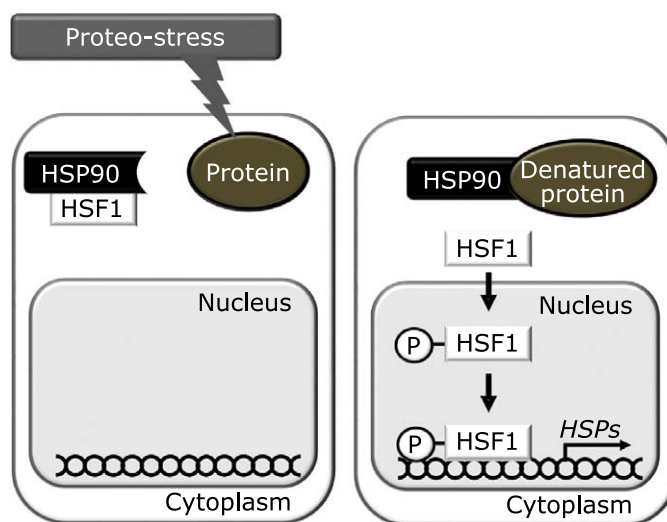 Proteo-stress
HSP90
HSF1
Protein
Nucleus
Cytoplasm
HSP90
Denatured
protein
HSF1
Nucleus
P
HSF1
P
HSF1
HSPs
Cytoplasm